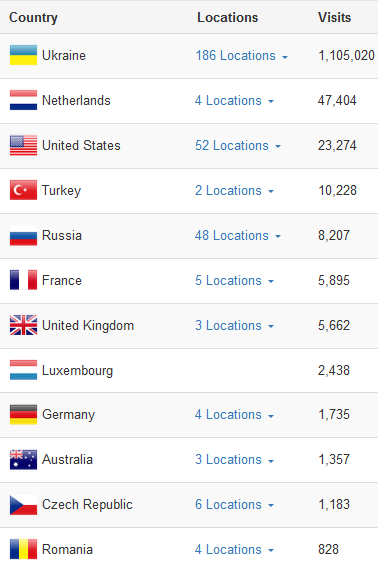 Country Locations Visits
Ukraine 186 Locations 1,105,020
Netherlands 4 Locations 47,404
United States 52 Locations 23,274
Turkey 2 Locations 10,228
Russia 48 Locations 8,207
France 5 Locations 5,895
United Kingdom 3 Locations 5,662
Luxembourg 2,438
Germany 4 Locations 1,735
Australia 3 Locations 1,357
Czech Republic 6 Locations 1,183
Romania 4 Locations 828